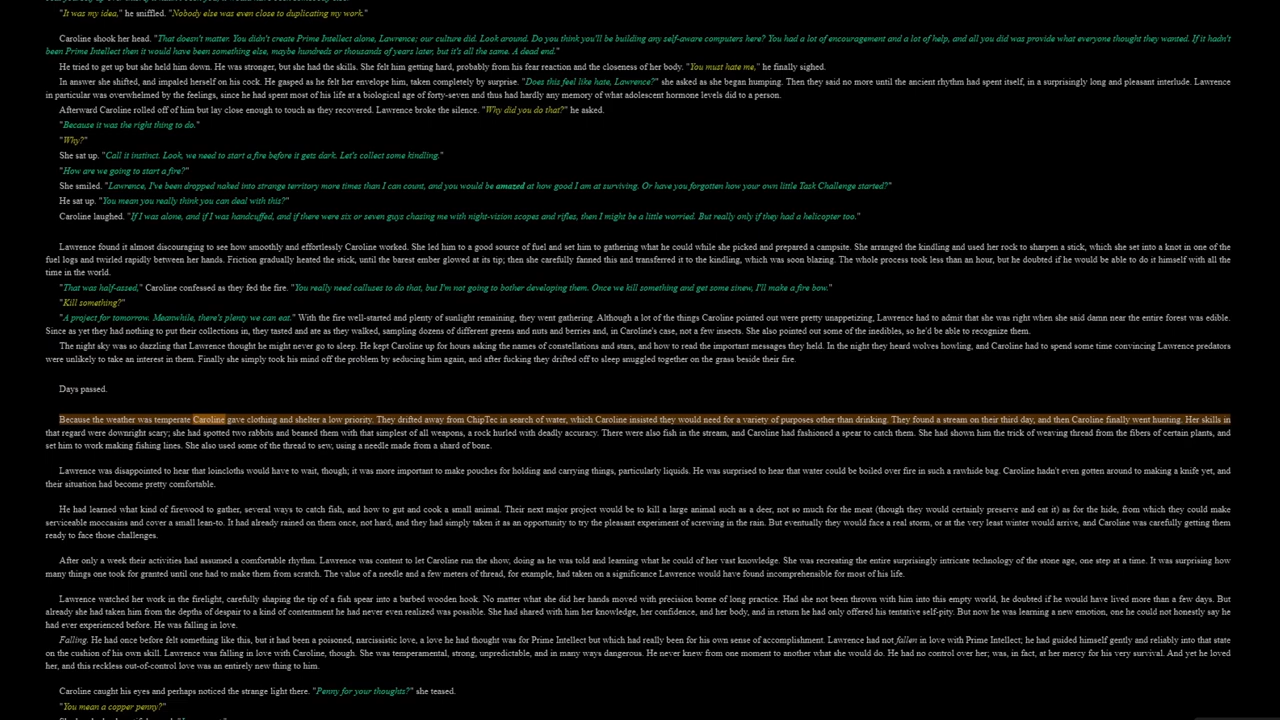 "It was my idea," he sniffled. "Nobody else was even close to duplicating my work."
Caroline shook her head. "That doesn't matter. You didn't create Prime Intellect alone, Lawrence; our culture did. Look around. Do you think you'll be building any self-aware computers here? You had a lot of encouragement and a lot of help, and all you did was provide what everyone thought they wanted. If it hadn't
been Prime Intellect then it would have been something else, maybe hundreds or thousands of years later, but it's all the same. A dead end."
He tried to get up but she held him down. He was stronger, but she had the skills. She felt him getting hard, probably from his fear reaction and the closeness of her body. "You must hate me," he finally sighed.
In answer she shifted, and impaled herself on his cock. He gasped as he felt her envelop him, taken completely by surprise. "Does this feel like hate, Lawrence?" she asked as she began humping. Then they said no more until the ancient rhythm had spent itself, in a surprisingly long and pleasant interlude. Lawrence
in particular was overwhelmed by the feelings, since he had spent most of his life at a biological age of forty-seven and thus had hardly any memory of what adolescent hormone levels did to a person.
Afterward Caroline rolled off of him but lay close enough to touch as they recovered. Lawrence broke the silence. "Why did you do that?" he asked.
"Because it was the right thing to do."
"Why?"
She sat up. "Call it instinct. Look, we need to start a fire before it gets dark. Let's collect some kindling."
"How are we going to start a fire?"
She smiled. "Lawrence, I've been dropped naked into strange territory more times than I can count, and you would be amazed at how good I am at surviving. Or have you forgotten how your own little Task Challenge started?"
He sat up. "You mean you really think you can deal with this?"
Caroline laughed. "If I was alone, and if I was handcuffed, and if there were six or seven guys chasing me with night-vision scopes and rifles, then I might be a little worried. But really only if they had a helicopter too."
Lawrence found it almost discouraging to see how smoothly and effortlessly Caroline worked. She led him to a good source of fuel and set him to gathering what he could while she picked and prepared a campsite. She arranged the kindling and used her rock to sharpen a stick, which she set into a knot in one of the
fuel logs and twirled rapidly between her hands. Friction gradually heated the stick, until the barest ember glowed at its tip; then she carefully fanned this and transferred it to the kindling, which was soon blazing. The whole process took less than an hour, but he doubted if he would be able to do it himself with all the
time in the world.
"That was half-assed," Caroline confessed as they fed the fire. "You really need calluses to do that, but I'm not going to bother developing them. Once we kill something and get some sinew, I'll make a fire bow."
"Kill something?"
"A project for tomorrow. Meanwhile, there's plenty we can eat." With the fire well-started and plenty of sunlight remaining, they went gathering. Although a lot of the things Caroline pointed out were pretty unappetizing, Lawrence had to admit that she was right when she said damn near the entire forest was edible.
Since as yet they had nothing to put their collections in, they tasted and ate as they walked, sampling dozens of different greens and nuts and berries and, in Caroline's case, not a few insects. She also pointed out some of the inedibles, so he'd be able to recognize them.
The night sky was so dazzling that Lawrence thought he might never go to sleep. He kept Caroline up for hours asking the names of constellations and stars, and how to read the important messages they held. In the night they heard wolves howling, and Caroline had to spend some time convincing Lawrence predators
were unlikely to take an interest in them. Finally she simply took his mind off the problem by seducing him again, and after fucking they drifted off to sleep snuggled together on the grass beside their fire.
Days passed.
Because the weather was temperate Caroline gave clothing and shelter a low priority. They drifted away from ChipTec in search of water, which Caroline insisted they would need for a variety of purposes other than drinking. They found a stream on their third day, and then Caroline finally went hunting. Her skills in
that regard were downright scary; she had spotted two rabbits and beaned them with that simplest of all weapons, a rock hurled with deadly accuracy. There were also fish in the stream, and Caroline had fashioned a spear to catch them. She had shown him the trick of weaving thread from the fibers of certain plants, and
set him to work making fishing lines. She also used some of the thread to sew, using a needle made from a shard of bone.
Lawrence was disappointed to hear that loincloths would have to wait, though; it was more important to make pouches for holding and carrying things, particularly liquids. He was surprised to hear that water could be boiled over fire in such a rawhide bag. Caroline hadn't even gotten around to making a knife yet, and
their situation had become pretty comfortable.
He had learned what kind of firewood to gather, several ways to catch fish, and how to gut and cook a small animal. Their next major project would be to kill a large animal such as a deer, not so much for the meat (though they would certainly preserve and eat it) as for the hide, from which they could make
serviceable moccasins and cover a small lean-to. It had already rained on them once, not hard, and they had simply taken it as an opportunity to try the pleasant experiment of screwing in the rain. But eventually they would face a real storm, or at the very least winter would arrive, and Caroline was carefully getting them
ready to face those challenges.
After only a week their activities had assumed a comfortable rhythm. Lawrence was content to let Caroline run the show, doing as he was told and learning what he could of her vast knowledge. She was recreating the entire surprisingly intricate technology of the stone age, one step at a time. It was surprising how
many things one took for granted until one had to make them from scratch. The value of a needle and a few meters of thread, for example, had taken on a significance Lawrence would have found incomprehensible for most of his life.
Lawrence watched her work in the firelight, carefully shaping the tip of a fish spear into a barbed wooden hook. No matter what she did her hands moved with precision borne of long practice. Had she not been thrown with him into this empty world, he doubted if he would have lived more than a few days. But
already she had taken him from the depths of despair to a kind of contentment he had never even realized was possible. She had shared with him her knowledge, her confidence, and her body, and in return he had only offered his tentative self-pity. But now he was learning a new emotion, one he could not honestly say he
had ever experienced before. He was falling in love.
Falling. He had once before felt something like this, but it had been a poisoned, narcissistic love, a love he had thought was for Prime Intellect but which had really been for his own sense of accomplishment. Lawrence had not fallen in love with Prime Intellect; he had guided himself gently and reliably into that state
on the cushion of his own skill. Lawrence was falling in love with Caroline, though. She was temperamental, strong, unpredictable, and in many ways dangerous. He never knew from one moment to another what she would do. He had no control over her; was, in fact, at her mercy for his very survival. And yet he loved
her, and this reckless out-of-control love was an entirely new thing to him.
Caroline caught his eyes and perhaps noticed the strange light there. "Penny for your thoughts?" she teased.
"You mean a copper penny?"